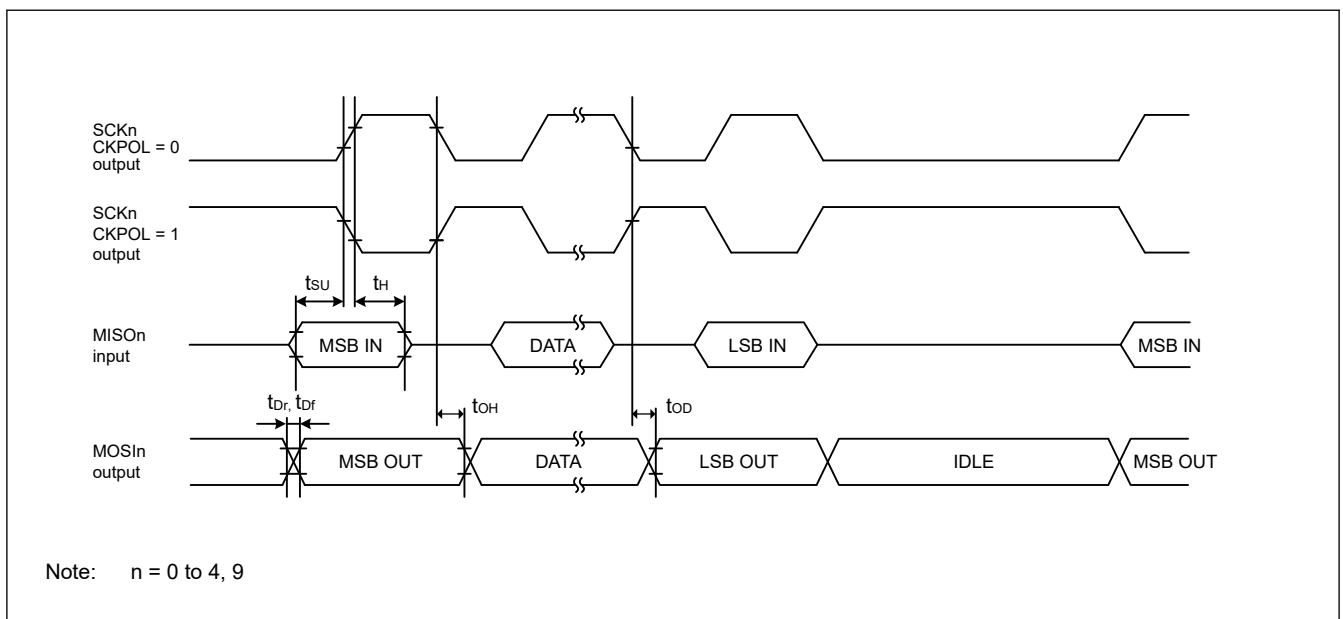 SCKn
CKPOL = 0
output
SCKn
CKPOL = 1
output
tSU
tH
MISOn
input
MSB IN
DATA
LSB IN
MSB IN
tDr, tDf
tOH
tOD
MOSIn
output
MSB OUT
DATA
LSB OUT
IDLE
MSB OUT
Note: n = 0 to 4, 9